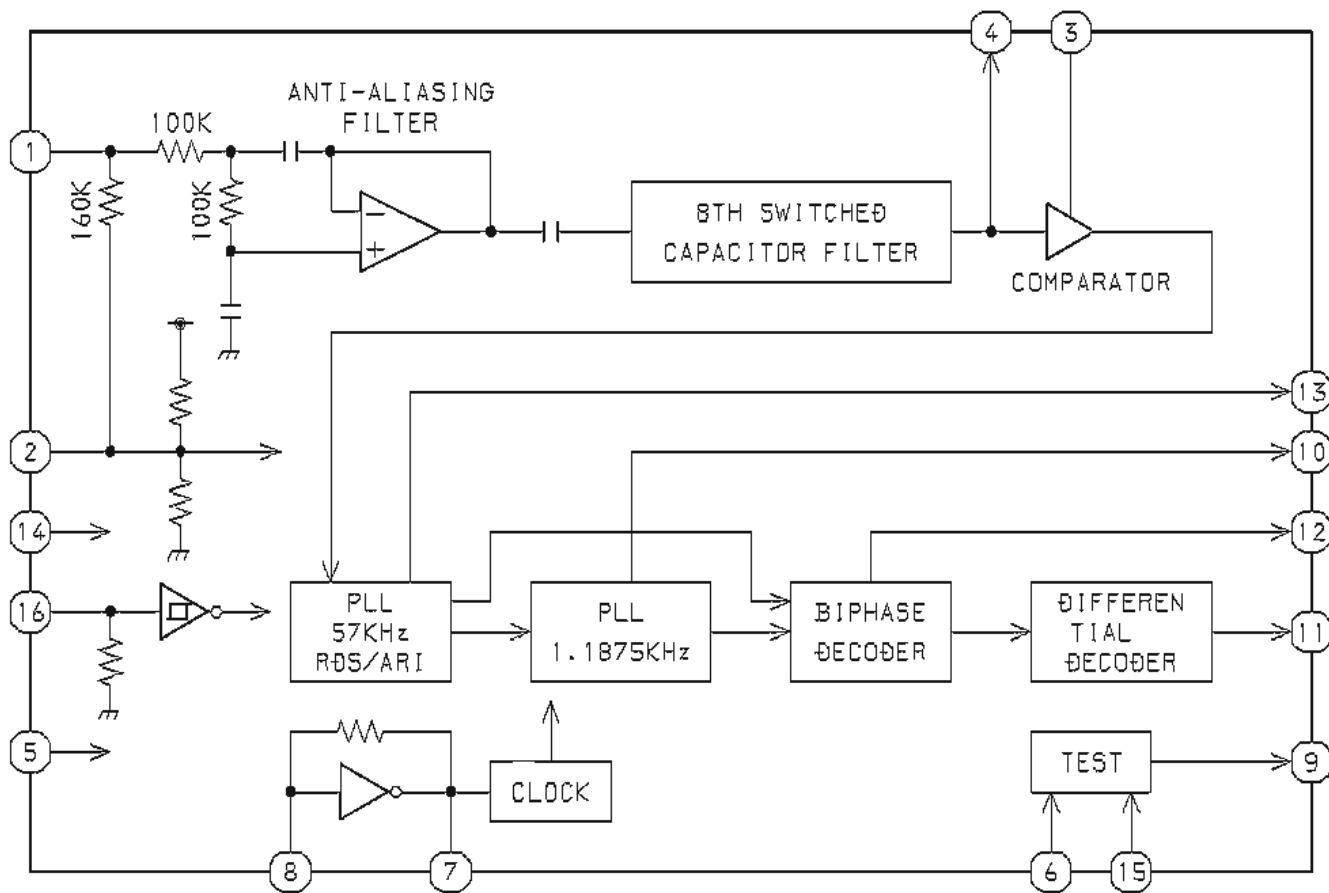 4
3
ANTI-ALIASING
FILTER
1
100K
160K
100K
−
+
8TH SWITCHED
CAPACITOR FILTER
COMPARATOR
13
2
10
14
12
16
PLL
57KHz
RDS/ARI
PLL
1.1875KHz
BIPHASE
DECODER
DIFFEREN
TIAL
DECODER
11
5
CLOCK
TEST
9
8
7
6
15